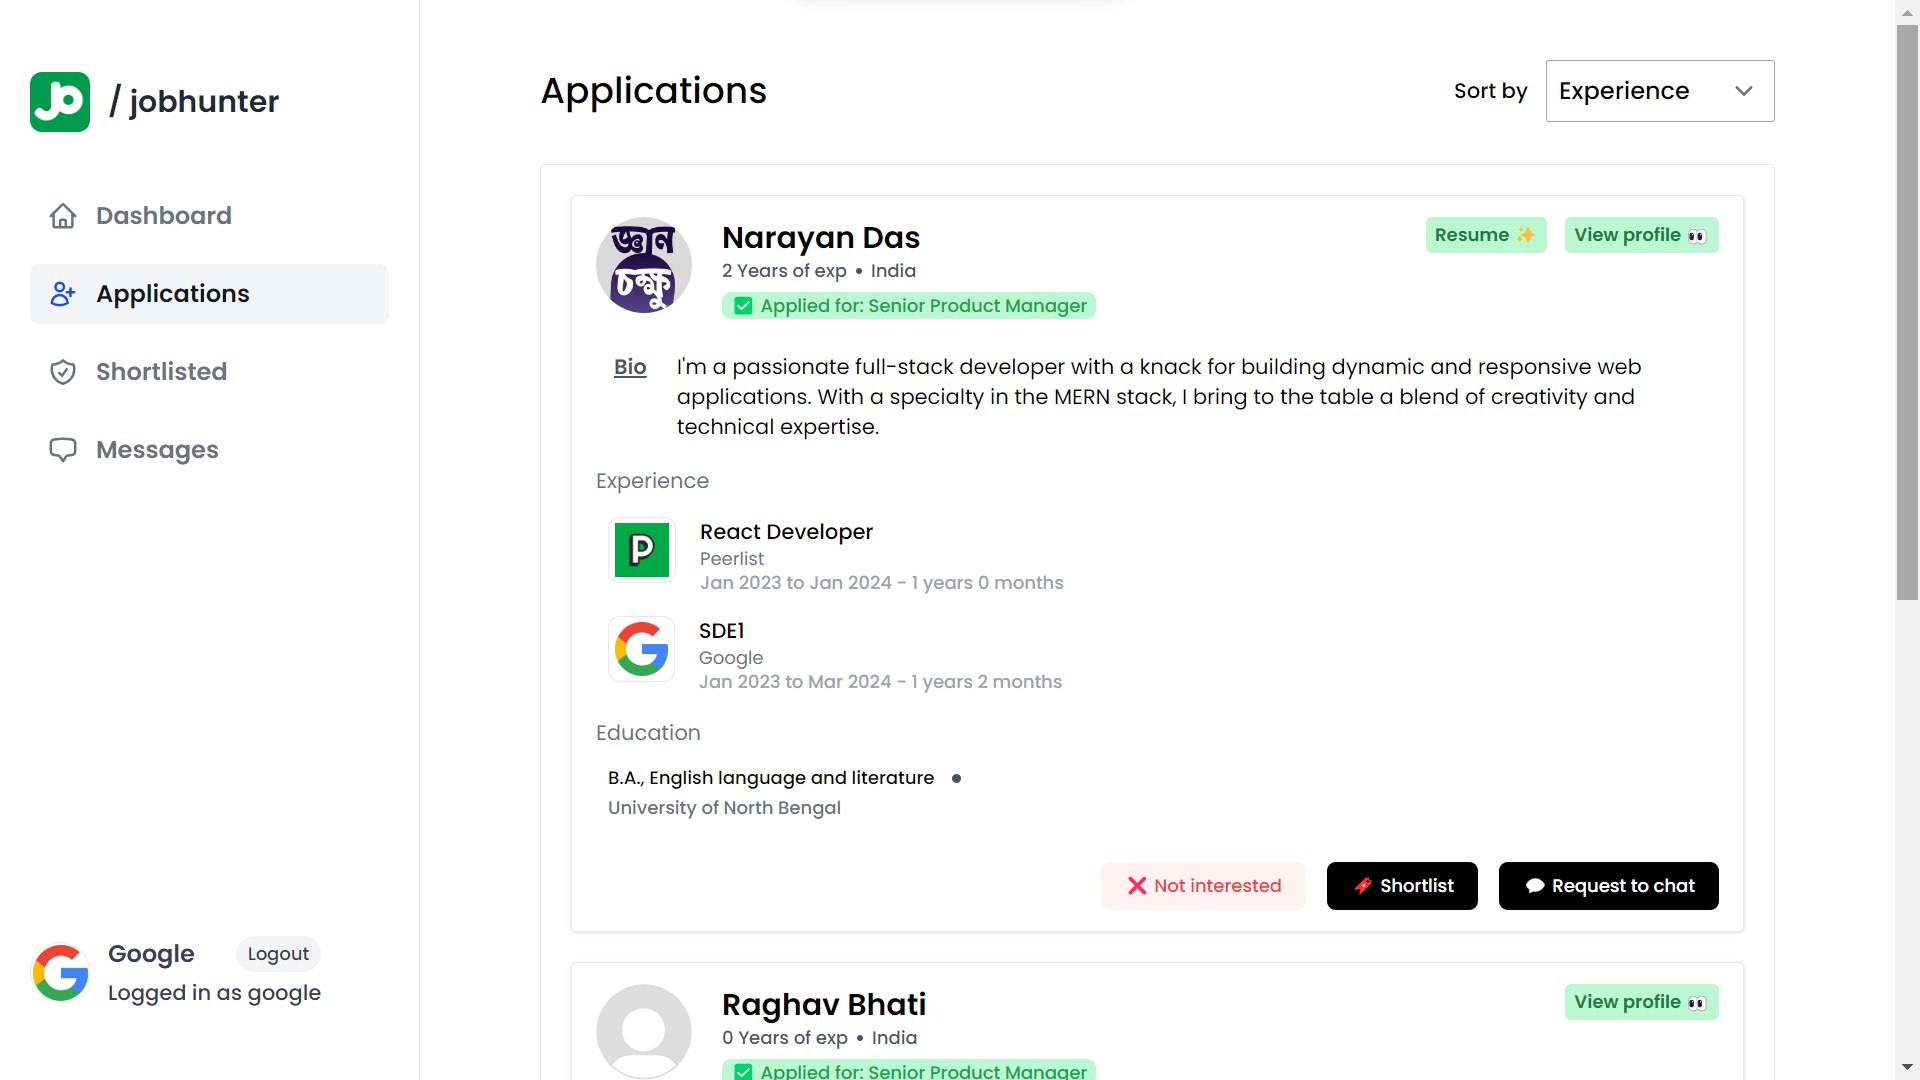 Jo / jobhunter
Dashboard
Applications
Shortlisted
Messages
Google Logout
Logged in as google
Applications
Sort by Experience
জ্ঞান
চক্ষু
Narayan Das
2 Years of exp • India
✅ Applied for: Senior Product Manager
Resume ✨ View profile 👀
Bio I'm a passionate full-stack developer with a knack for building dynamic and responsive web
applications. With a specialty in the MERN stack, I bring to the table a blend of creativity and
technical expertise.
Experience
P
React Developer
Peerlist
Jan 2023 to Jan 2024 - 1 years 0 months
G
SDE1
Google
Jan 2023 to Mar 2024 - 1 years 2 months
Education
B.A., English language and literature •
University of North Bengal
❌ Not interested 🔖 Shortlist 💬 Request to chat
Raghav Bhati
0 Years of exp • India
✅ Applied for: Senior Product Manager
View profile 👀